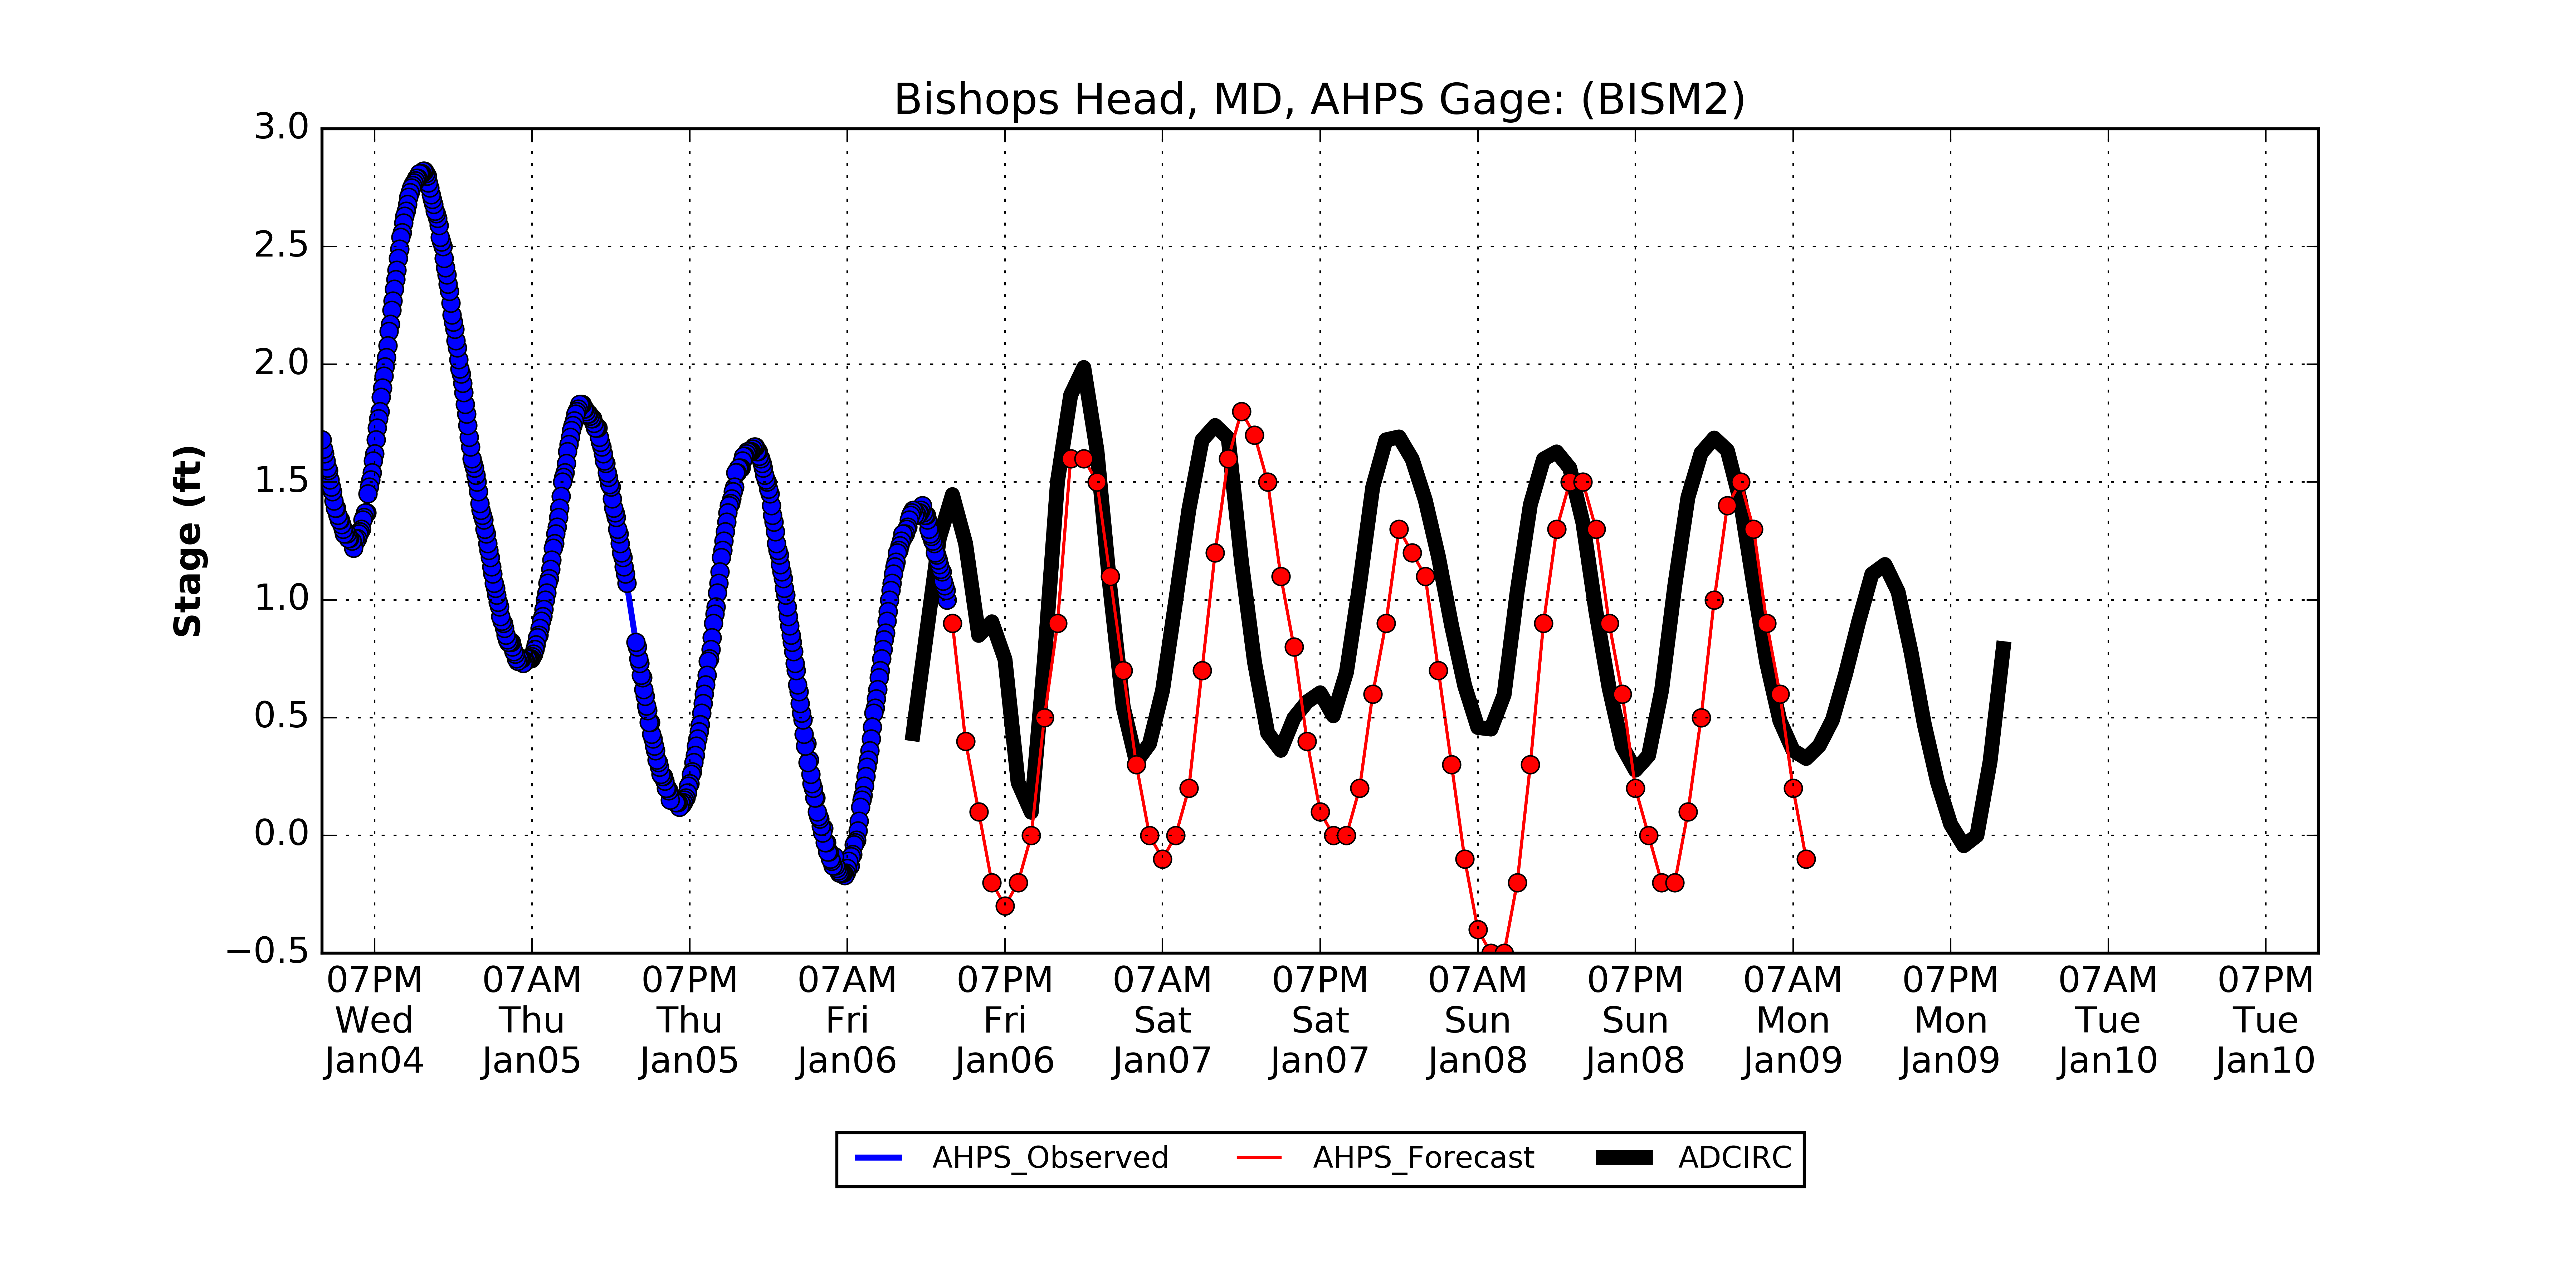 Bishops Head, MD, AHPS Gage: (BISM2)
Stage (ft)
3.0
2.5
2.0
1.5
1.0
0.5
0.0
−0.5
07PM 07AM 07PM 07AM 07PM 07AM 07PM 07AM 07PM 07AM 07PM 07AM 07PM
Wed Thu Thu Fri Fri Sat Sat Sun Sun Mon Mon Tue Tue
Jan04 Jan05 Jan05 Jan06 Jan06 Jan07 Jan07 Jan08 Jan08 Jan09 Jan09 Jan10 Jan10
AHPS_Observed AHPS_Forecast ADCIRC